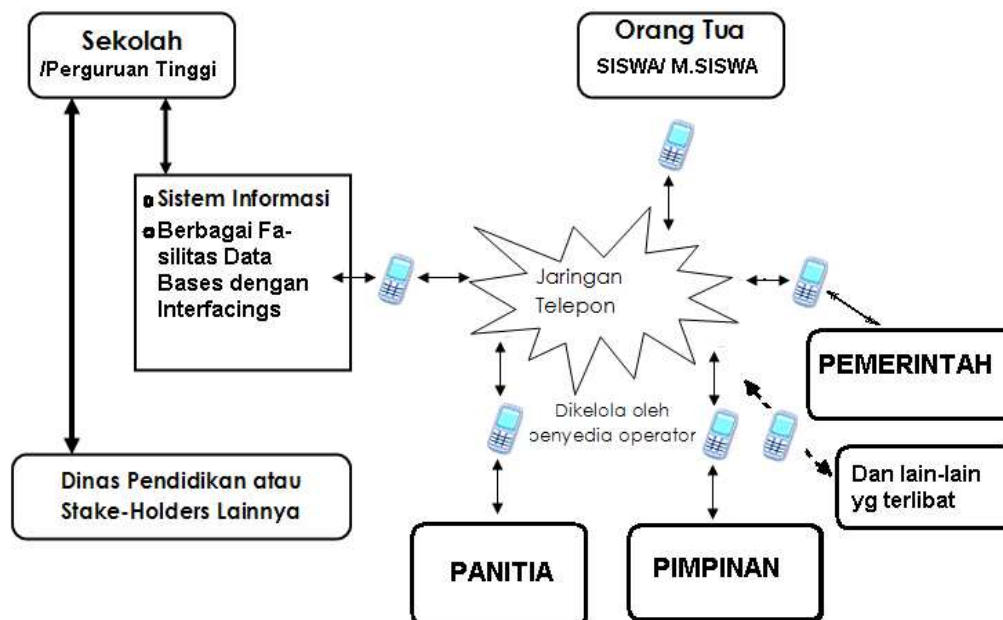 Sekolah
/Perguruan Tinggi
Orang Tua
SISWA/ M.SISWA
Sistem Informasi
Berbagai Fa-
silitas Data
Bases dengan
Interfacings
Jaringan
Telepon
PEMERINTAH
Dikelola oleh
penyedia operator
Dinas Pendidikan atau
Stake-Holders Lainnya
Dan lain-lain
yg terlibat
PANITIA
PIMPINAN